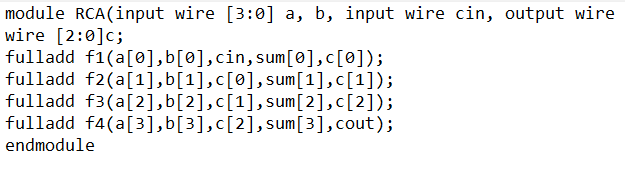 module RCA(input wire [3:0] a, b, input wire cin, output wire
wire [2:0]c;
fulladd f1(a[0],b[0],cin,sum[0],c[0]);
fulladd f2(a[1],b[1],c[0],sum[1],c[1]);
fulladd f3(a[2],b[2],c[1],sum[2],c[2]);
fulladd f4(a[3],b[3],c[2],sum[3],cout);
endmodule